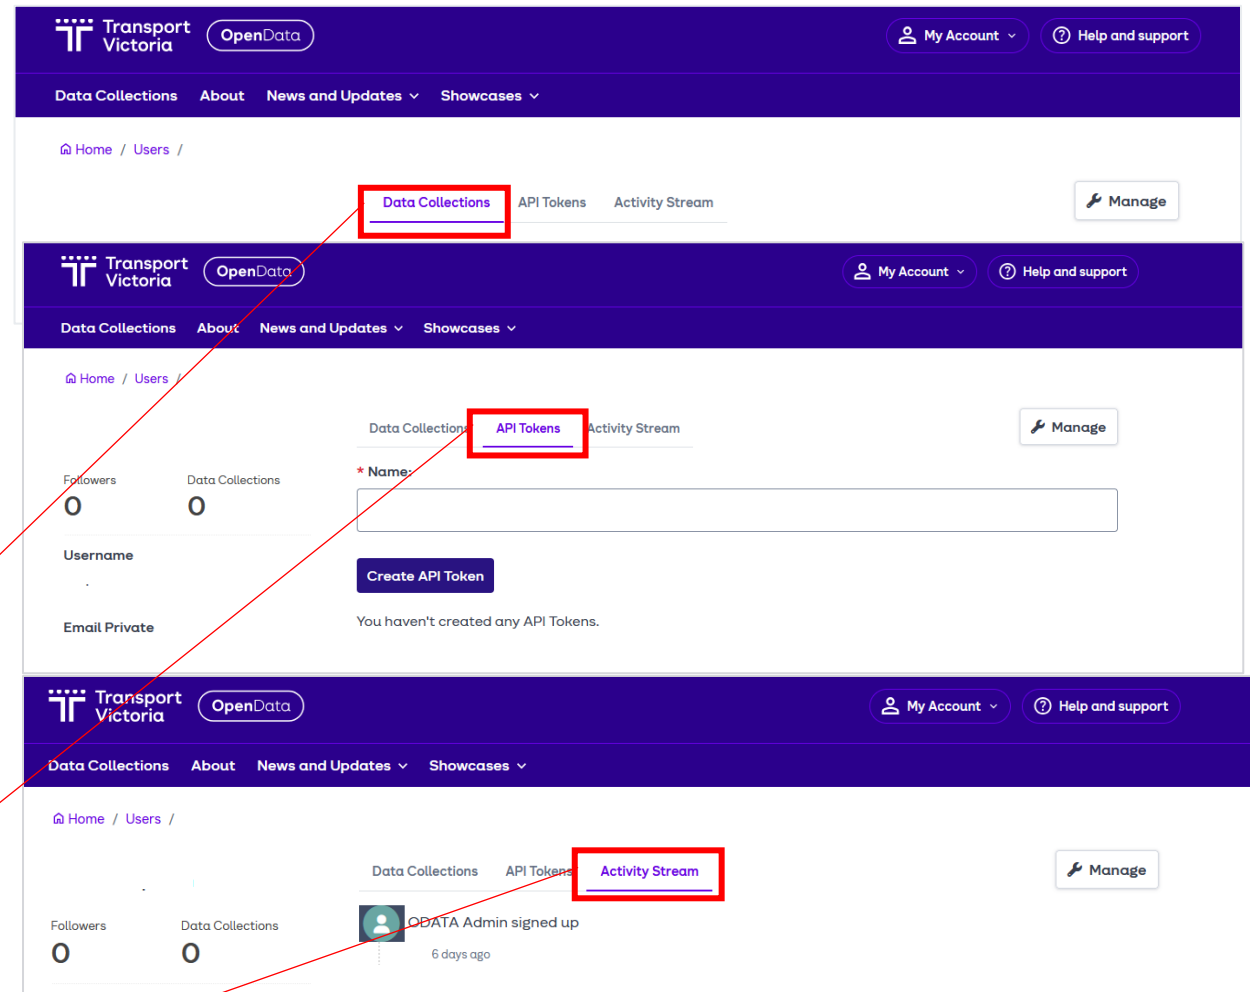 Transport
Victoria
OpenData
My Account
Help and support
Data Collections About News and Updates Showcases
Home / Users /
Data Collections API Tokens Activity Stream
Manage
Transport
Victoria
OpenData
My Account
Help and support
Data Collections About News and Updates Showcases
Home / Users /
Data Collections API Tokens Activity Stream
Manage
Followers Data Collections
0 0
* Name:
Username
Create API Token
You haven't created any API Tokens.
Email Private
Transport
Victoria
OpenData
My Account
Help and support
Data Collections About News and Updates Showcases
Home / Users /
Data Collections API Tokens Activity Stream
Manage
Followers Data Collections
0 0
ODATA Admin signed up
6 days ago